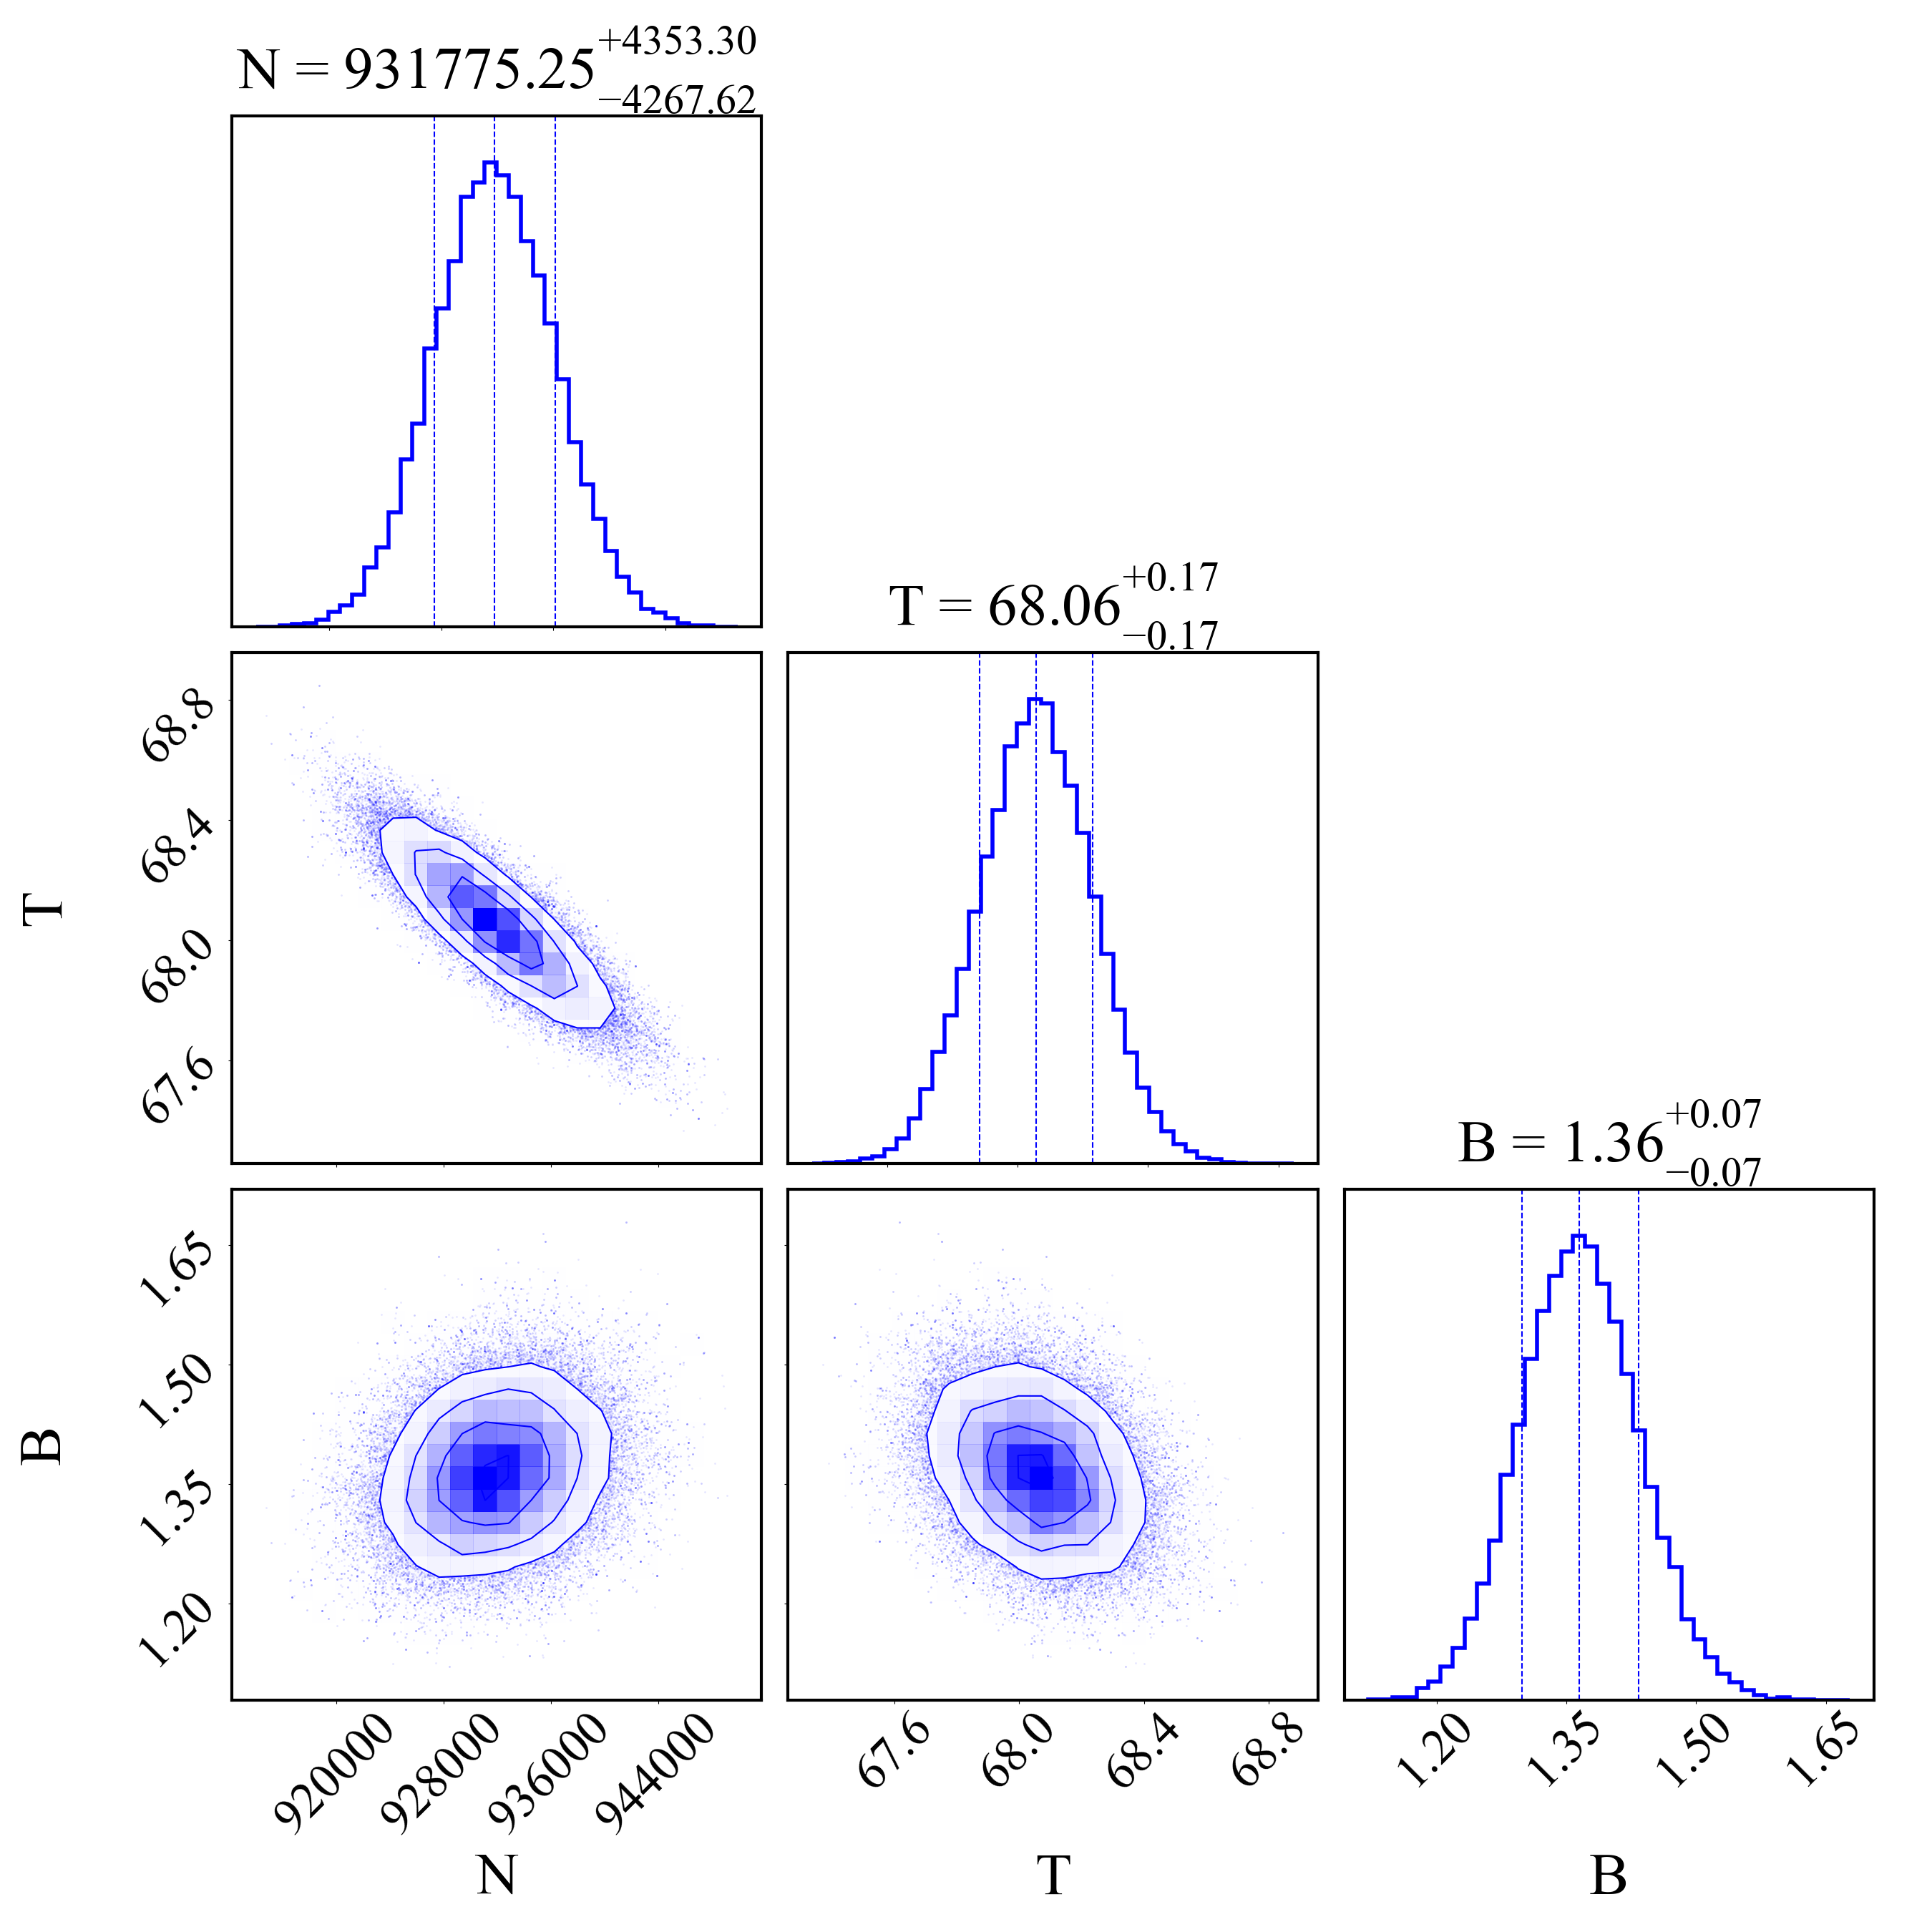 N = 931775.25 +4353.30 −4267.62
T = 68.06 +0.17 −0.17
68.8
68.4
68.0
67.6
T
B = 1.36 +0.07 −0.07
1.65
1.50
1.35
1.20
B
920000 928000 936000 944000
67.6 68.0 68.4 68.8
1.20 1.35 1.50 1.65
N T B